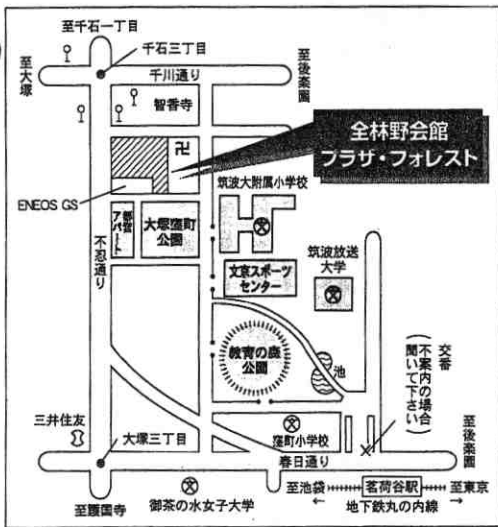 至千石一丁目
千石三丁目
至大塚
千川通り
至後楽園
智香寺
全林野会館
プラザ・フォレスト
ENEOS GS
筑波大附属小学校
都営
アパート
大塚窪町
公園
不忍通り
文京スポーツ
センター
筑波放送
大学
教育の森
公園
池
交番
(不案内の場合
聞いて下さい)
三井住友
大塚三丁目
窪町小学校
春日通り
至後楽園
至護国寺
御茶の水女子大学
至池袋
茗荷谷駅
至東京
地下鉄丸の内線